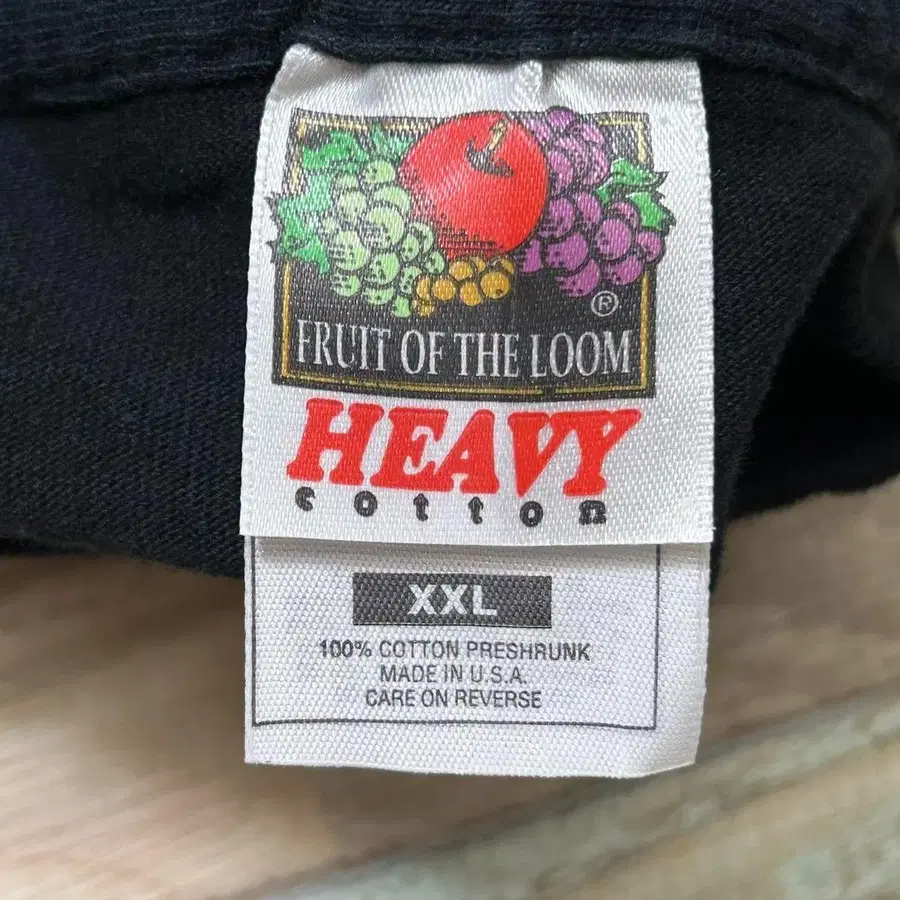 ®
FRUIT OF THE LOOM
HEAVY
cotton
XXL
100% COTTON PRESHRUNK
MADE IN U.S.A.
CARE ON REVERSE